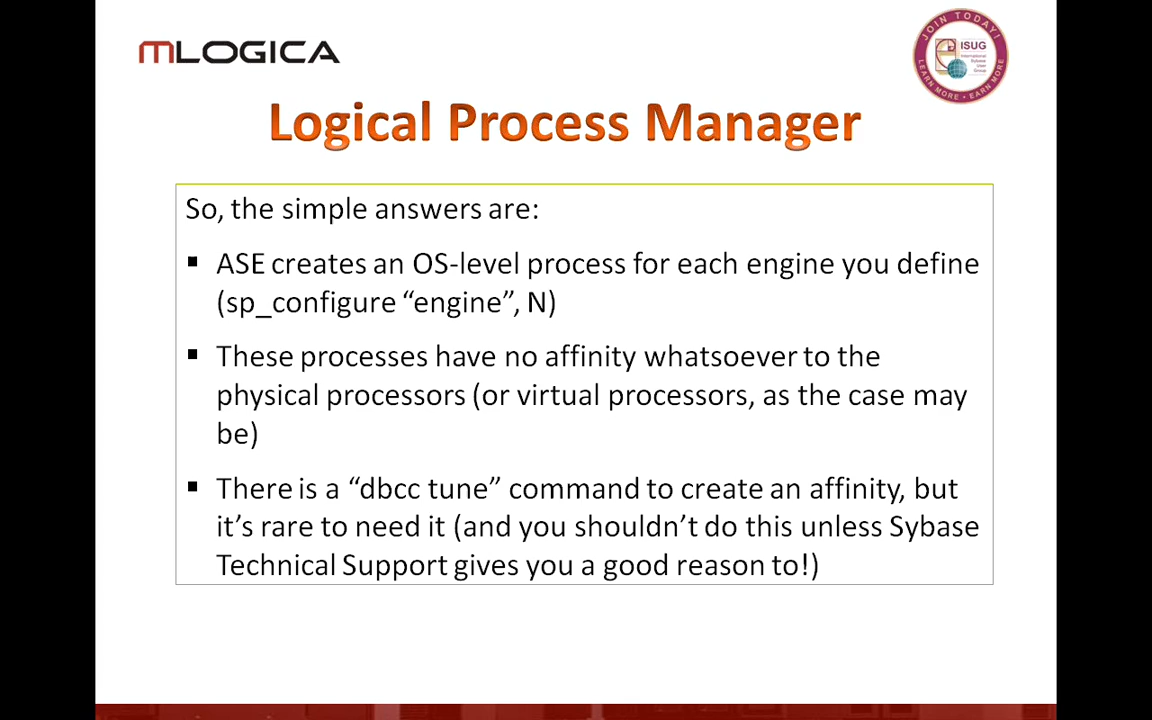 mLOGICA
JOIN TODAY!
ISUG
International
Sybase
User
Group
LEARN MORE • EARN MORE
Logical Process Manager
So, the simple answers are:
▪ ASE creates an OS-level process for each engine you define
(sp_configure “engine”, N)
▪ These processes have no affinity whatsoever to the
physical processors (or virtual processors, as the case may
be)
▪ There is a “dbcc tune” command to create an affinity, but
it’s rare to need it (and you shouldn’t do this unless Sybase
Technical Support gives you a good reason to!)